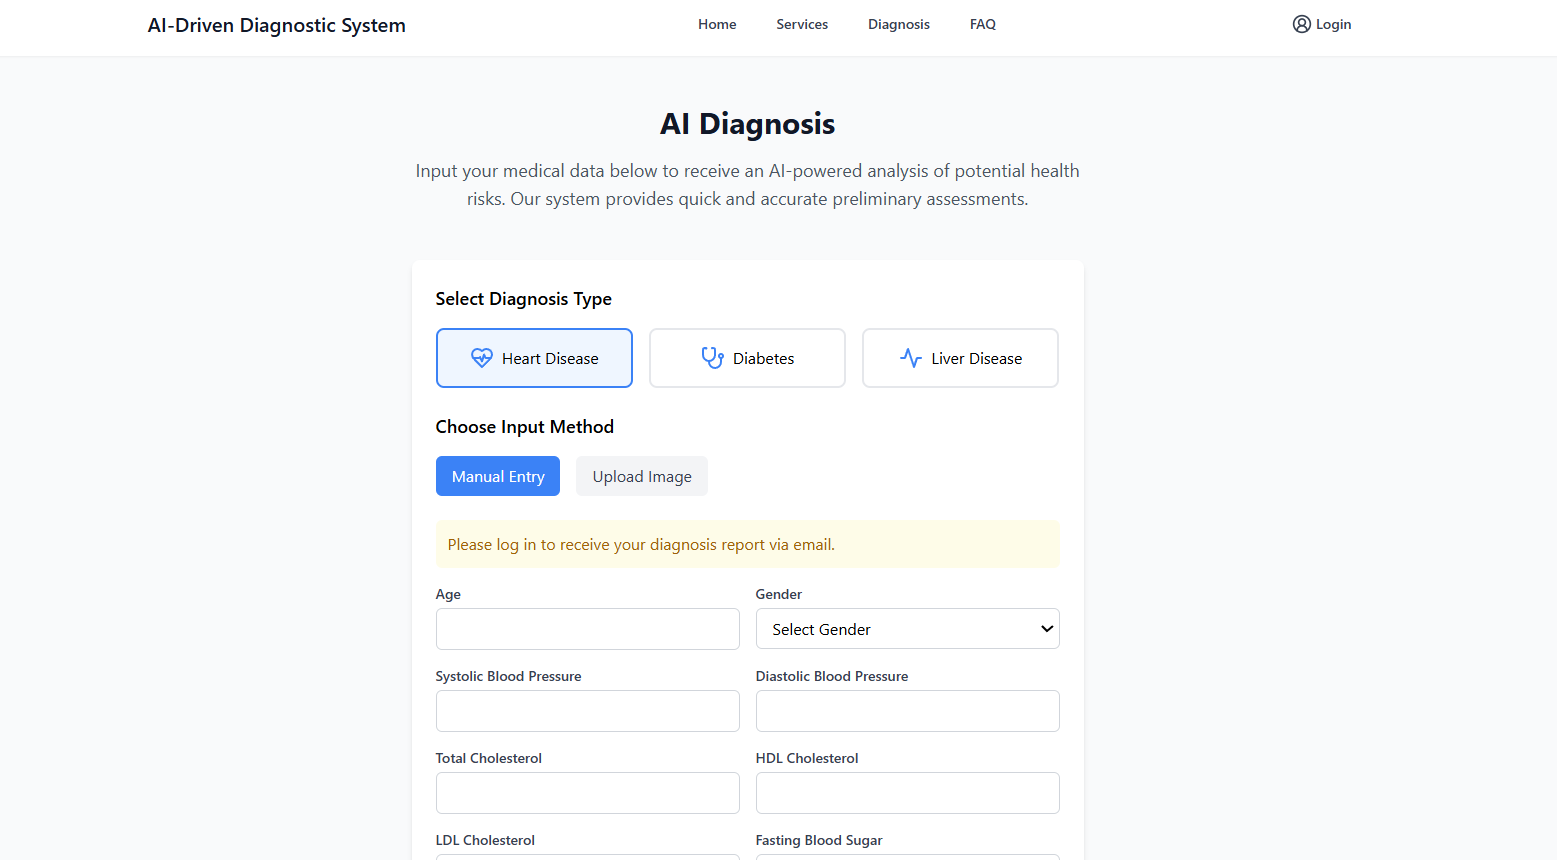 AI-Driven Diagnostic System
Home
Services
Diagnosis
FAQ
Login
AI Diagnosis
Input your medical data below to receive an AI-powered analysis of potential health
risks. Our system provides quick and accurate preliminary assessments.
Select Diagnosis Type
Heart Disease
Diabetes
Liver Disease
Choose Input Method
Manual Entry
Upload Image
Please log in to receive your diagnosis report via email.
Age
Gender
Select Gender
Systolic Blood Pressure
Diastolic Blood Pressure
Total Cholesterol
HDL Cholesterol
LDL Cholesterol
Fasting Blood Sugar